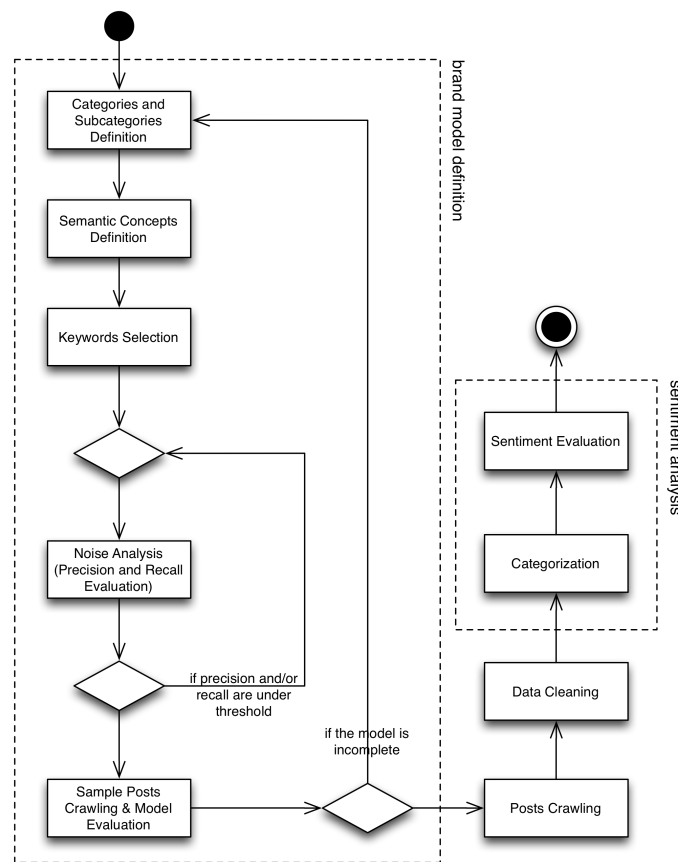 brand model definition
Categories and
Subcategories
Definition
Semantic Concepts
Definition
Keywords Selection
Noise Analysis
(Precision and Recall
Evaluation)
if precision and/or
recall are under
threshold
if the model is
incomplete
Sample Posts
Crawling & Model
Evaluation
Posts Crawling
Data Cleaning
sentiment analysis
Categorization
Sentiment Evaluation